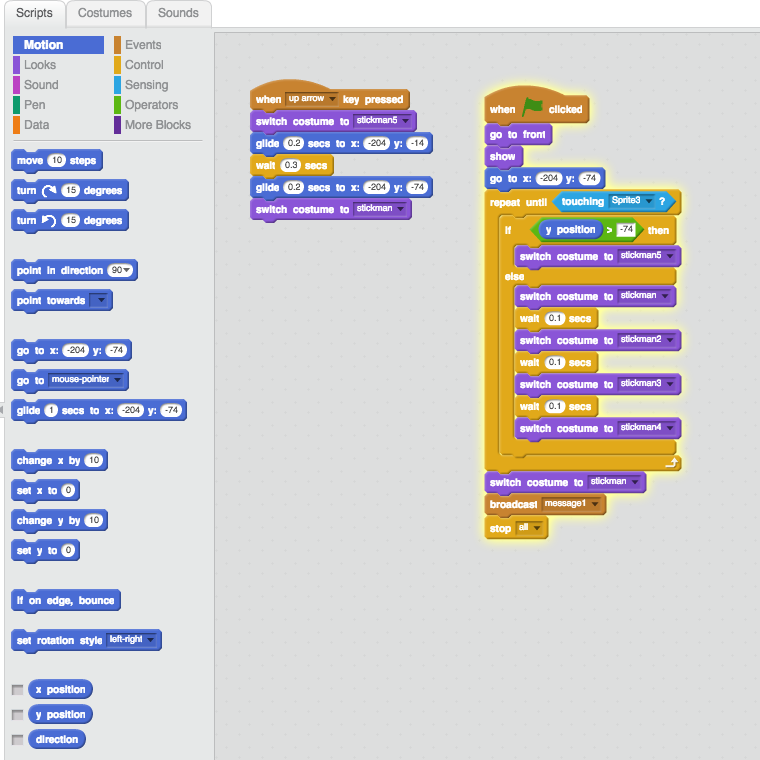 Scripts Costumes Sounds
Motion Events
Looks Control
Sound Sensing
Pen Operators
Data More Blocks
move 10 steps
turn 15 degrees
turn 15 degrees
point in direction 90
point towards
go to x: -204 y: -74
go to mouse-pointer
glide 1 secs to x: -204 y: -74
change x by 10
set x to 0
change y by 10
set y to 0
if on edge, bounce
set rotation style left-right
x position
y position
direction
when up arrow key pressed
switch costume to stickman5
glide 0.2 secs to x: -204 y: -14
wait 0.3 secs
glide 0.2 secs to x: -204 y: -74
switch costume to stickman
when clicked
go to front
show
go to x: -204 y: -74
repeat until touching Sprite3 ?
if y position > -74 then
switch costume to stickman5
else
switch costume to stickman
wait 0.1 secs
switch costume to stickman2
wait 0.1 secs
switch costume to stickman3
wait 0.1 secs
switch costume to stickman4
switch costume to stickman
broadcast message1
stop all